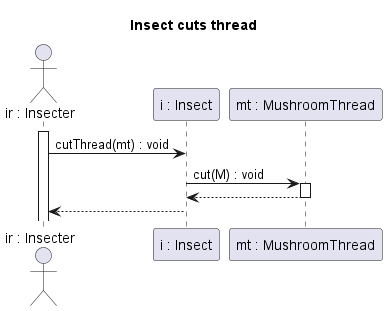 Insect cuts thread
ir : Insecter
i : Insect
mt : MushroomThread
cutThread(mt) : void
cut(M) : void
ir : Insecter
i : Insect
mt : MushroomThread